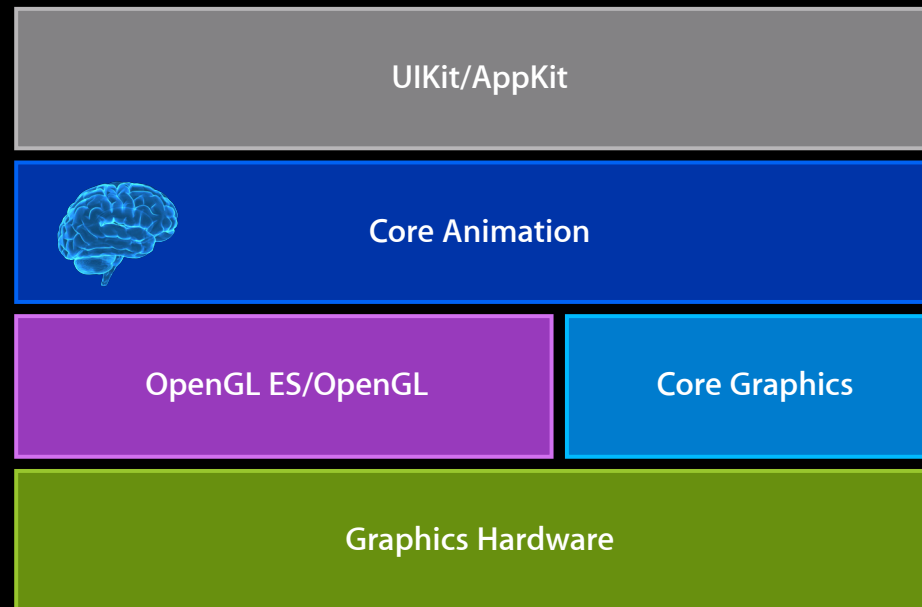 UIKit/AppKit
Core Animation
OpenGL ES/OpenGL
Core Graphics
Graphics Hardware